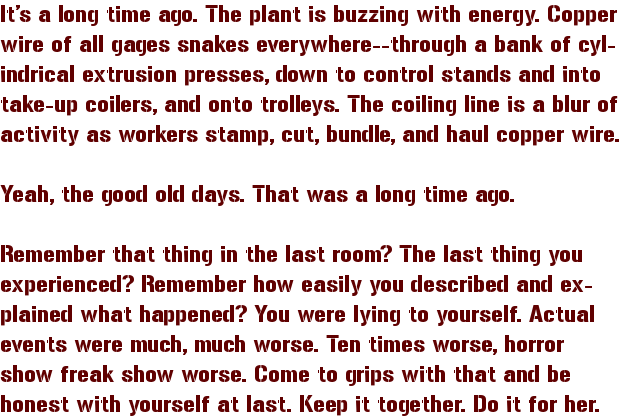 It's a long time ago. The plant is buzzing with energy. Copper
wire of all gages snakes everywhere--through a bank of cyl-
indrical extrusion presses, down to control stands and into
take-up coilers, and onto trolleys. The coiling line is a blur of
activity as workers stamp, cut, bundle, and haul copper wire.

Yeah, the good old days. That was a long time ago.

Remember that thing in the last room? The last thing you
experienced? Remember how easily you described and ex-
plained what happened? You were lying to yourself. Actual
events were much, much worse. Ten times worse, horror
show freak show worse. Come to grips with that and be
honest with yourself at last. Keep it together. Do it for her.